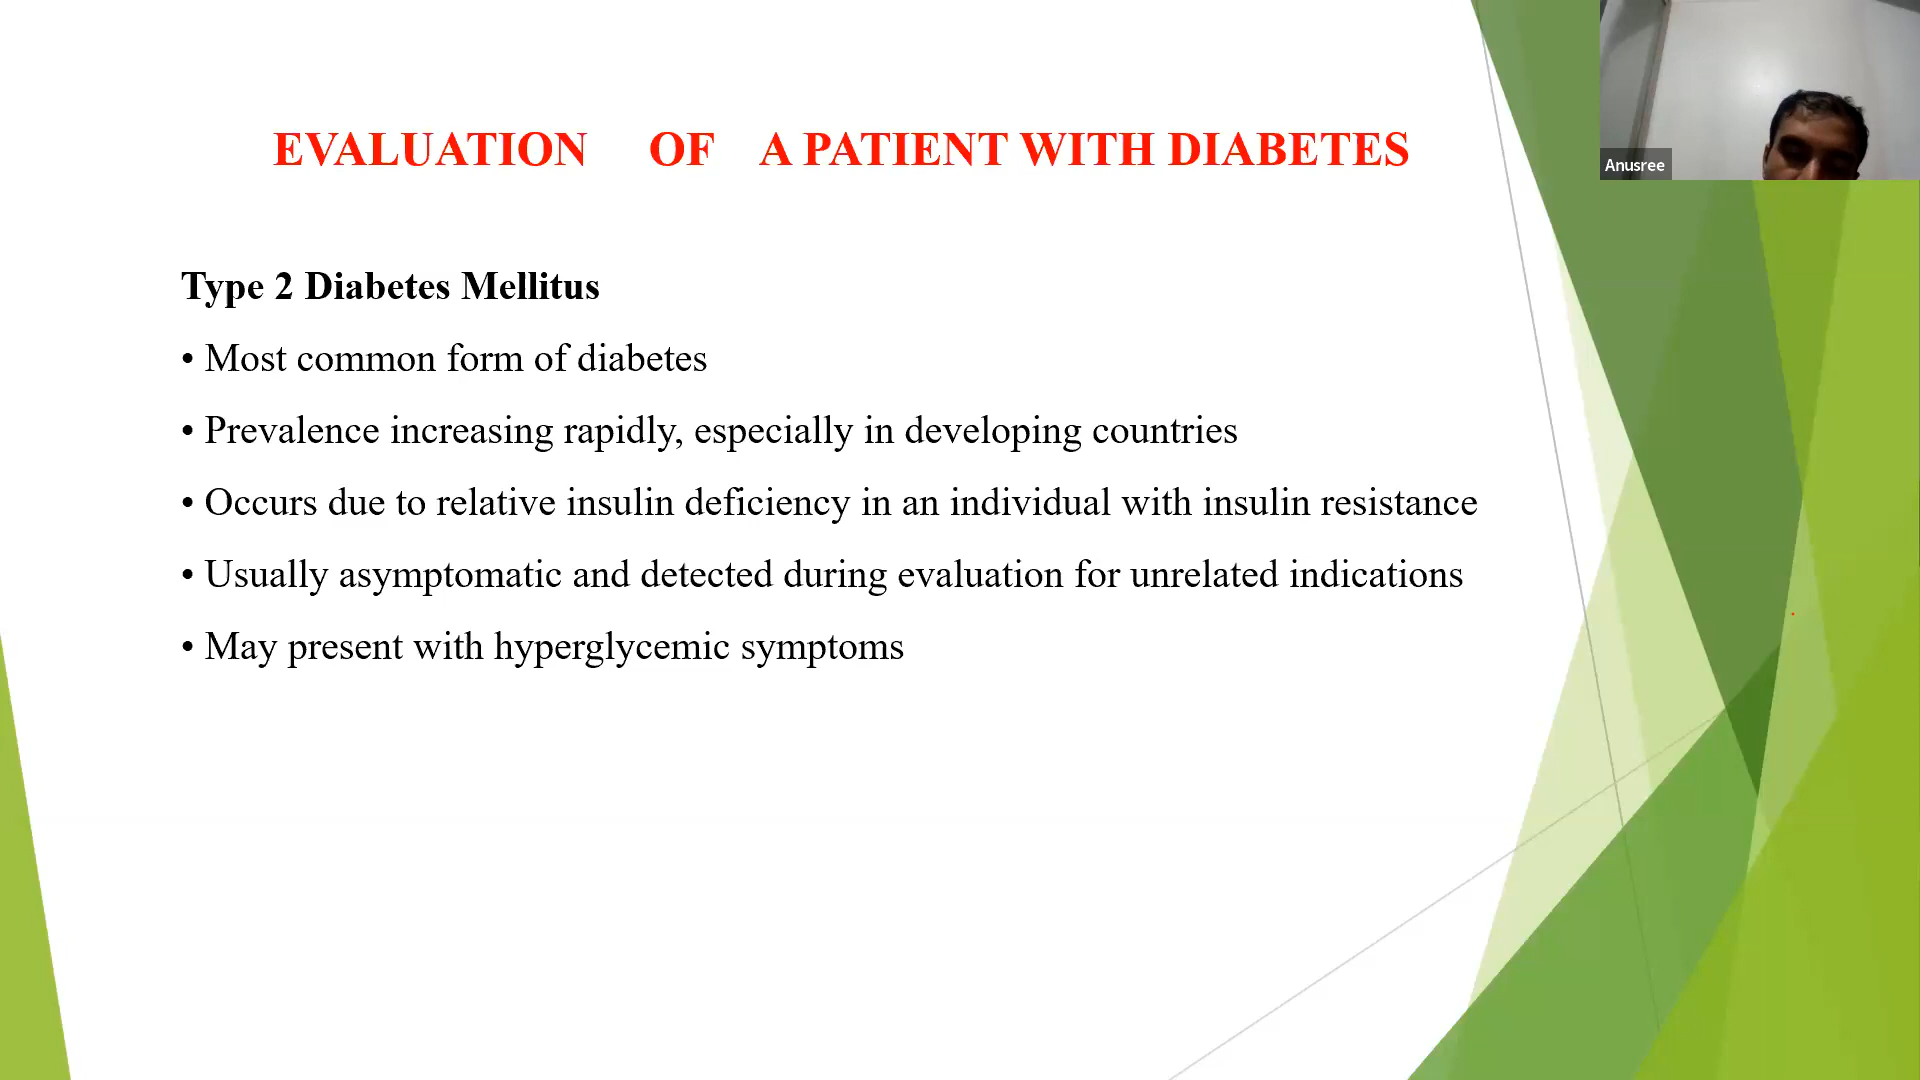 EVALUATION OF A PATIENT WITH DIABETES
Anusree
Type 2 Diabetes Mellitus
• Most common form of diabetes
• Prevalence increasing rapidly, especially in developing countries
• Occurs due to relative insulin deficiency in an individual with insulin resistance
• Usually asymptomatic and detected during evaluation for unrelated indications
• May present with hyperglycemic symptoms